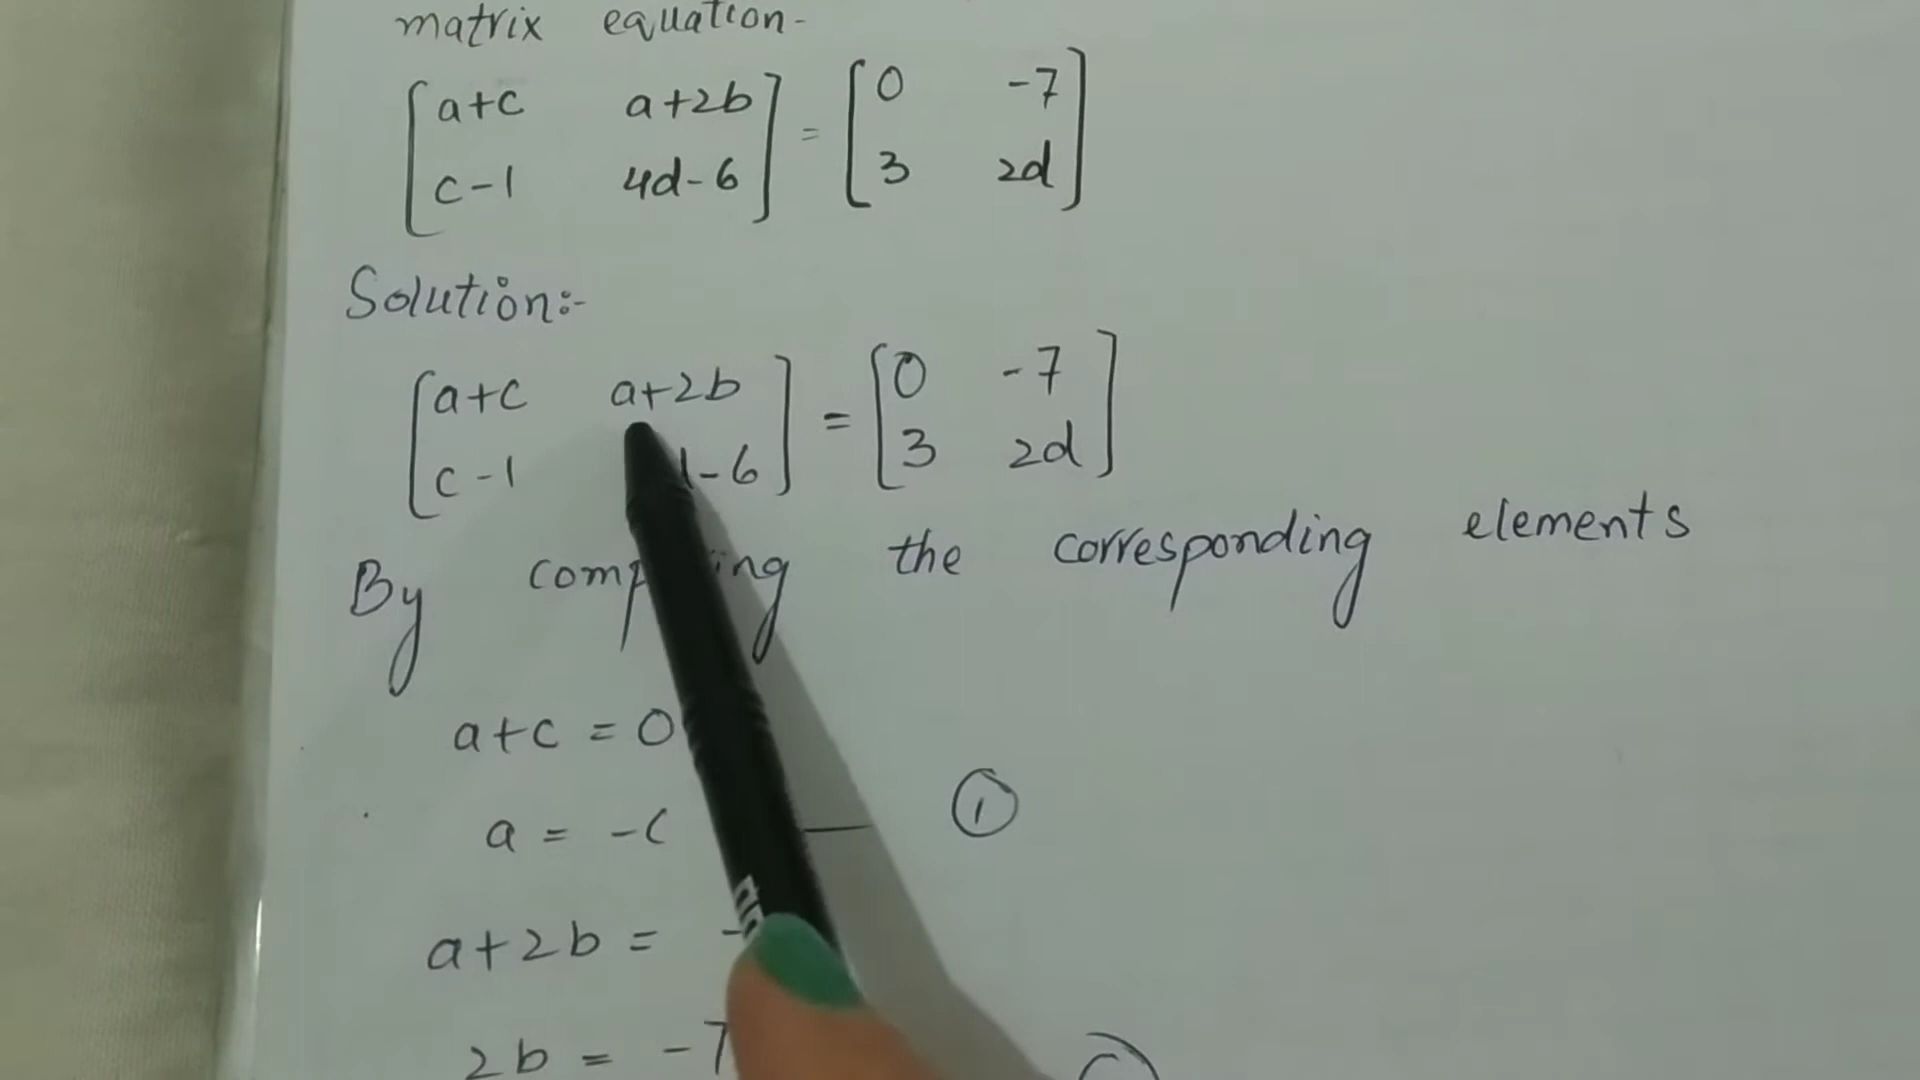 matrix equation-
[a+c a+2b] = [0 -7]
[c-1 4d-6] [3 2d]
Solution:-
[a+c a+2b] = [0 -7]
[c-1 -6] [3 2d]
By the corresponding elements
a+c = 0
a = -c — ①
a+2b = -
2b = -7